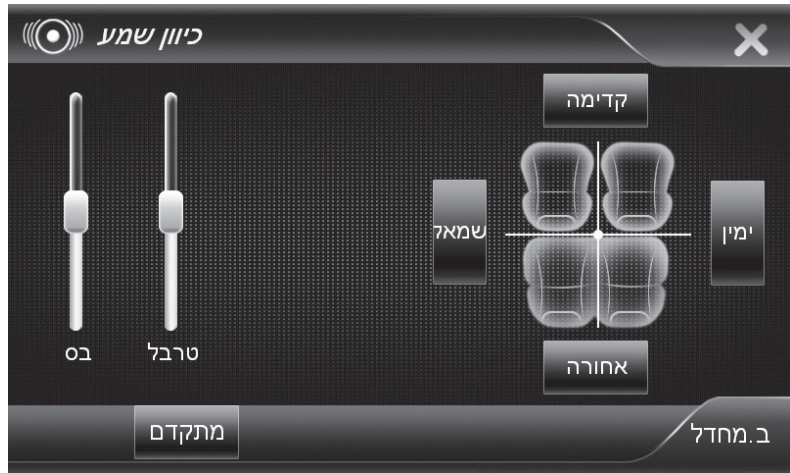 כיוון שמע
קדימה
ימין
שמאל
אחורה
טרבל
בס
ב.מחדל
מתקדם